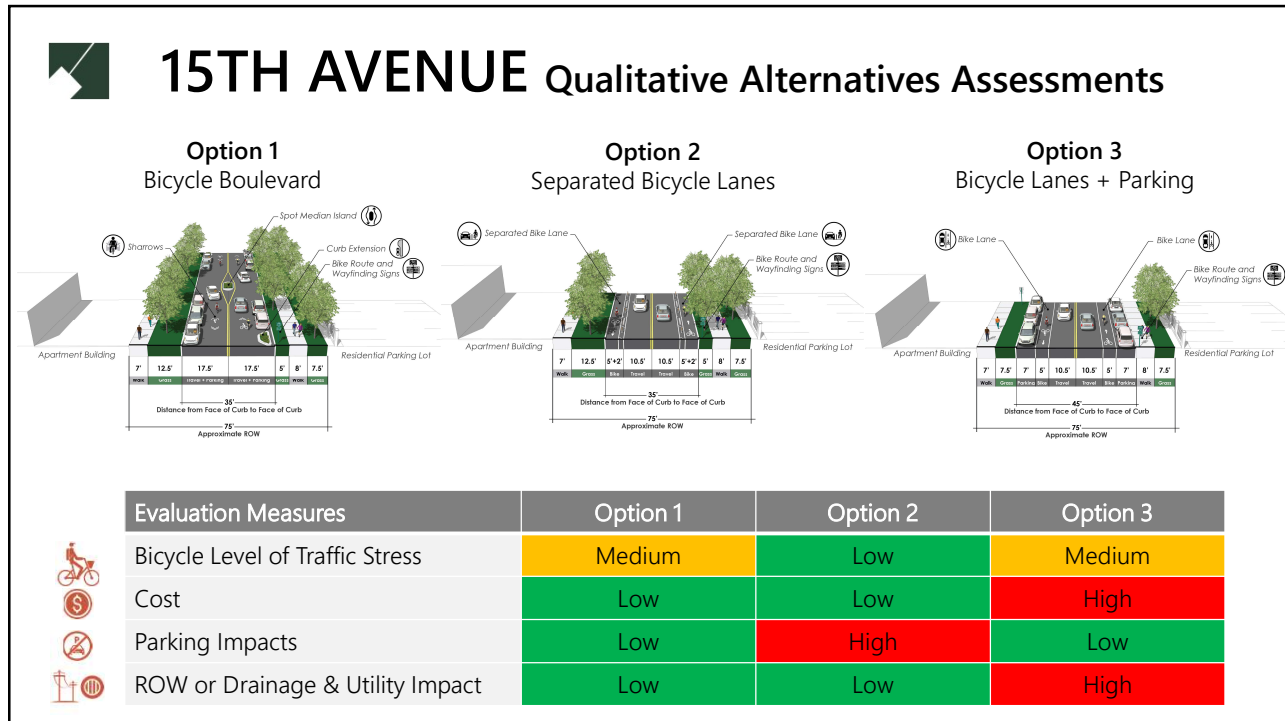 15TH AVENUE Qualitative Alternatives Assessments
Option 1
Bicycle Boulevard
Spot Median Island
Sharrows
Curb Extension
Bike Route and
Wayfinding Signs
Apartment Building
Residential Parking Lot
7' 12.5' 17.5' 17.5' 5' 8' 7.5'
Walk Grass Travel + Parking Travel + Parking Grass Walk Grass
35'
Distance from Face of Curb to Face of Curb
75'
Approximate ROW
Option 2
Separated Bicycle Lanes
Separated Bike Lane
Separated Bike Lane
Bike Route and
Wayfinding Signs
Apartment Building
Residential Parking Lot
7' 12.5' 5'+2' 10.5' 10.5' 5'+2' 5' 8' 7.5'
Walk Grass Bike Travel Travel Bike Grass Walk Grass
35'
Distance from Face of Curb to Face of Curb
75'
Approximate ROW
Option 3
Bicycle Lanes + Parking
Bike Lane
Bike Lane
Bike Route and
Wayfinding Signs
Apartment Building
Residential Parking Lot
7' 7.5' 7' 5' 10.5' 10.5' 5' 7' 8' 7.5'
Walk Grass Parking Bike Travel Travel Bike Parking Walk Grass
45'
Distance from Face of Curb to Face of Curb
75'
Approximate ROW
Evaluation Measures Option 1 Option 2 Option 3
Bicycle Level of Traffic Stress Medium Low Medium
$ Cost Low Low High
P Parking Impacts Low High Low
ROW or Drainage & Utility Impact Low Low High